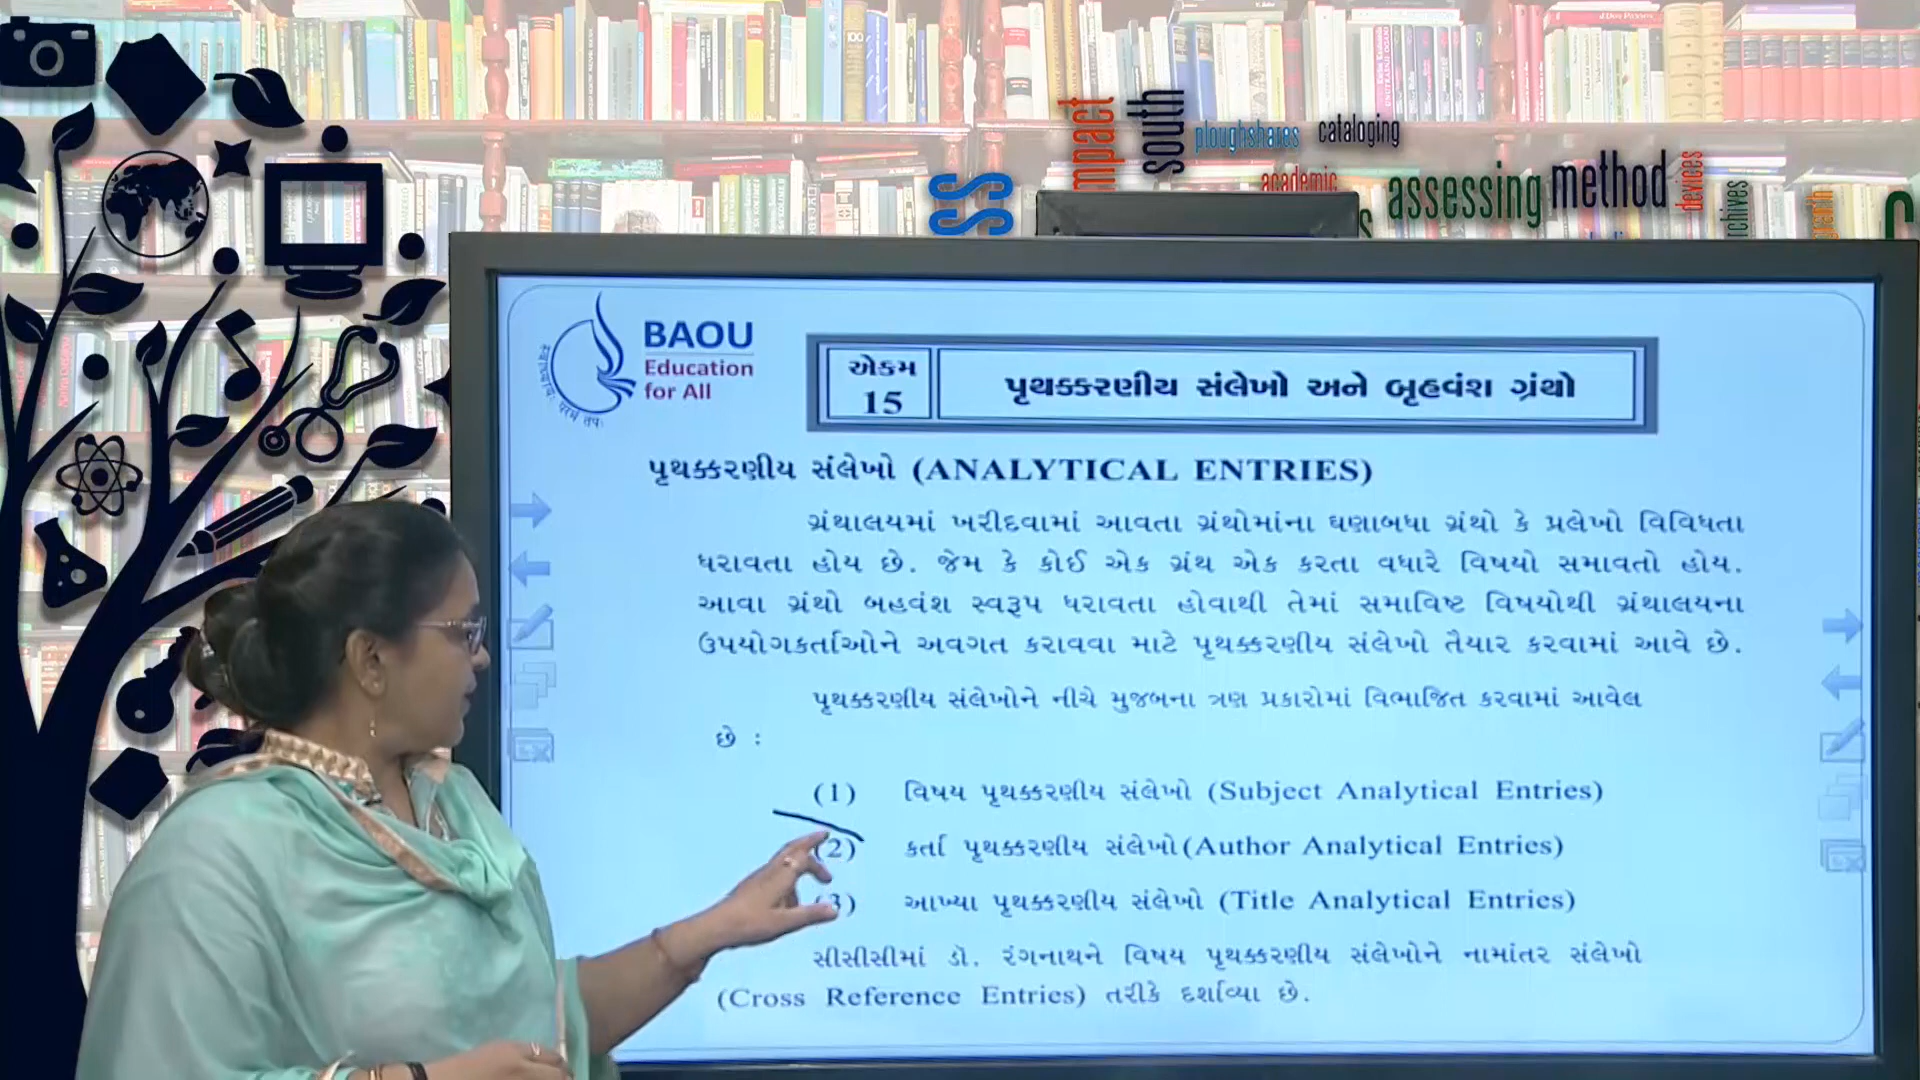 mpact
south
ploughshares
cataloging
academic
assessing
method
devices
BAOU
Education
for All
એકમ
15
પૃથક્કરણીય સંલેખો અને બૃહવંશ ગ્રંથો
પૃથક્કરણીય સંલેખો (ANALYTICAL ENTRIES)
ગ્રંથાલયમાં ખરીદવામાં આવતા ગ્રંથોમાંના ઘણાબધા ગ્રંથો કે પ્રલેખો વિવિધતા
ધરાવતા હોય છે. જેમ કે કોઈ એક ગ્રંથ એક કરતા વધારે વિષયો સમાવતો હોય.
આવા ગ્રંથો બહવંશ સ્વરૂપ ધરાવતા હોવાથી તેમાં સમાવિષ્ટ વિષયોથી ગ્રંથાલયના
ઉપયોગકર્તાઓને અવગત કરાવવા માટે પૃથક્કરણીય સંલેખો તૈયાર કરવામાં આવે છે.
પૃથક્કરણીય સંલેખોને નીચે મુજબના ત્રણ પ્રકારોમાં વિભાજિત કરવામાં આવેલ
છે :
(1) વિષય પૃથક્કરણીય સંલેખો (Subject Analytical Entries)
(2) કર્તા પૃથક્કરણીય સંલેખો (Author Analytical Entries)
(3) આખ્યા પૃથક્કરણીય સંલેખો (Title Analytical Entries)
સીસીસીમાં ડૉ. રંગનાથને વિષય પૃથક્કરણીય સંલેખોને નામાંતર સંલેખો
(Cross Reference Entries) તરીકે દર્શાવ્યા છે.